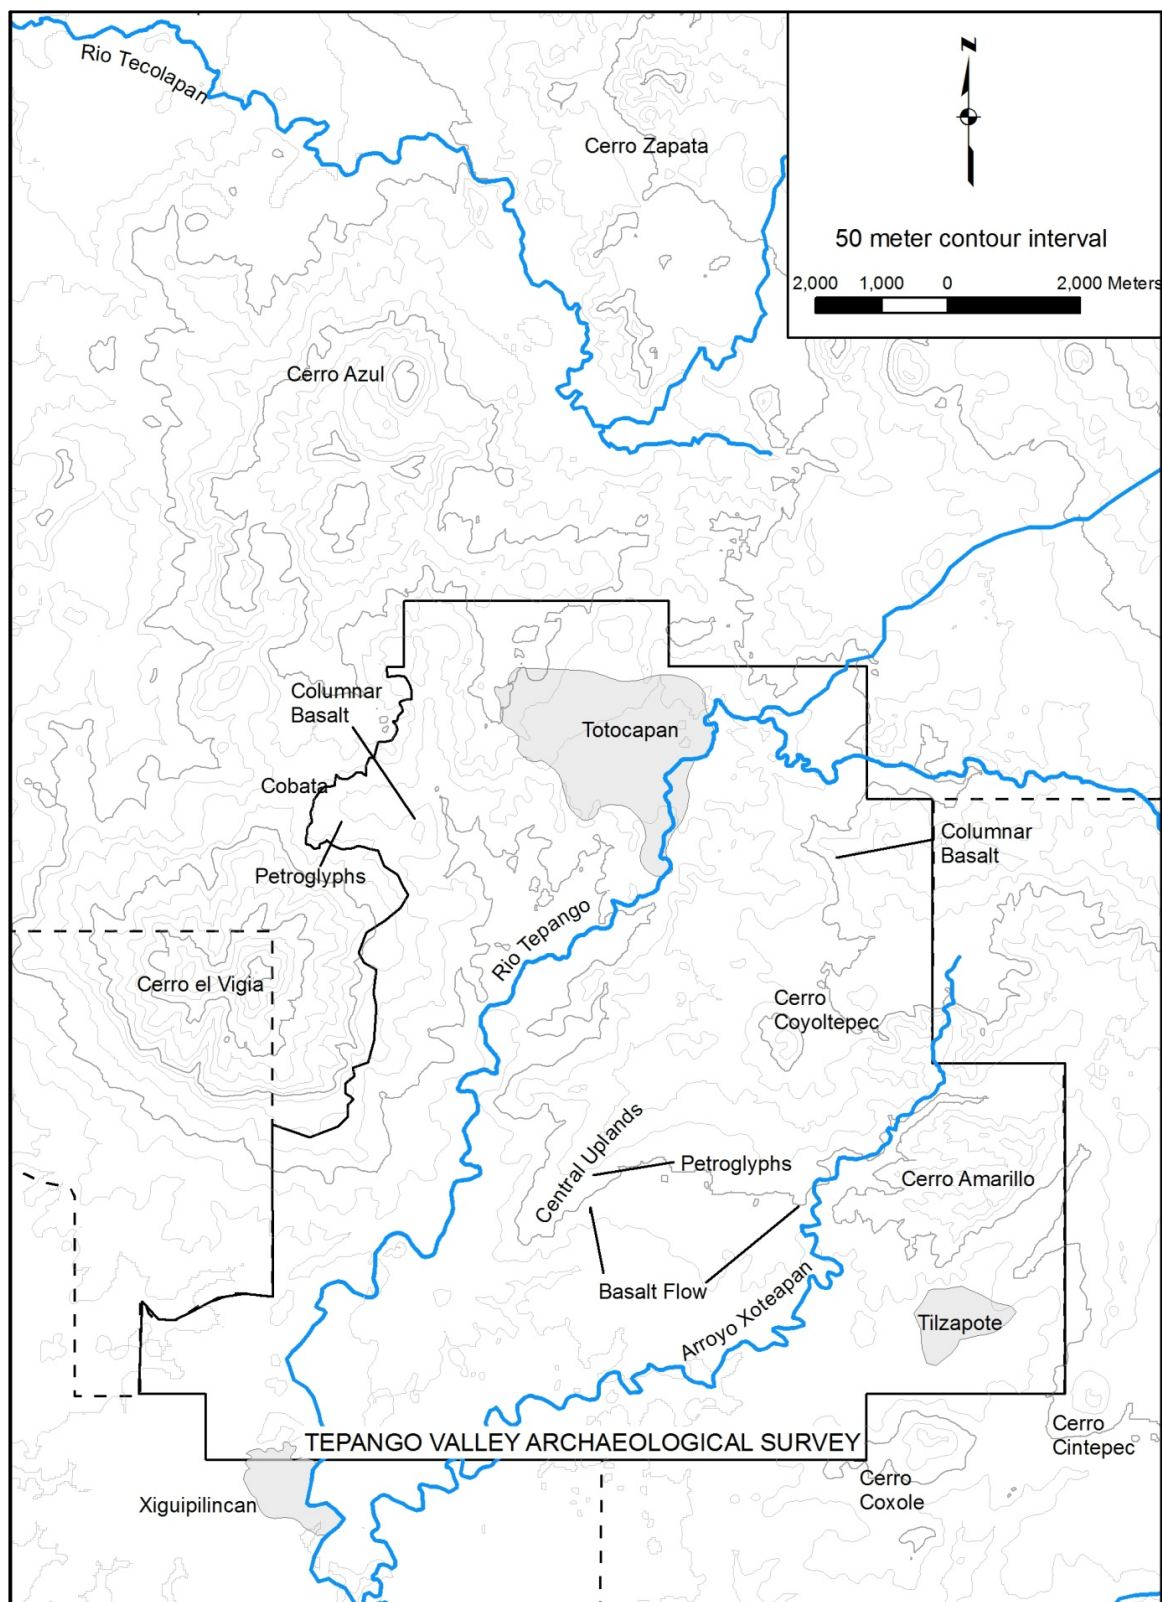 Rio Tecolapan
Cerro Zapata
N
50 meter contour interval
2,000 1,000 0 2,000 Meters
Cerro Azul
Columnar
Basalt
Totocapan
Cobata
Columnar
Basalt
Petroglyphs
Rio Tepango
Cerro el Vigia
Cerro
Coyoltepec
Central Uplands
Petroglyphs
Cerro Amarillo
Basalt Flow
Arroyo Xoteapan
Tilzapote
TEPANGO VALLEY ARCHAEOLOGICAL SURVEY
Cerro
Cintepec
Cerro
Coxole
Xiguipilincan